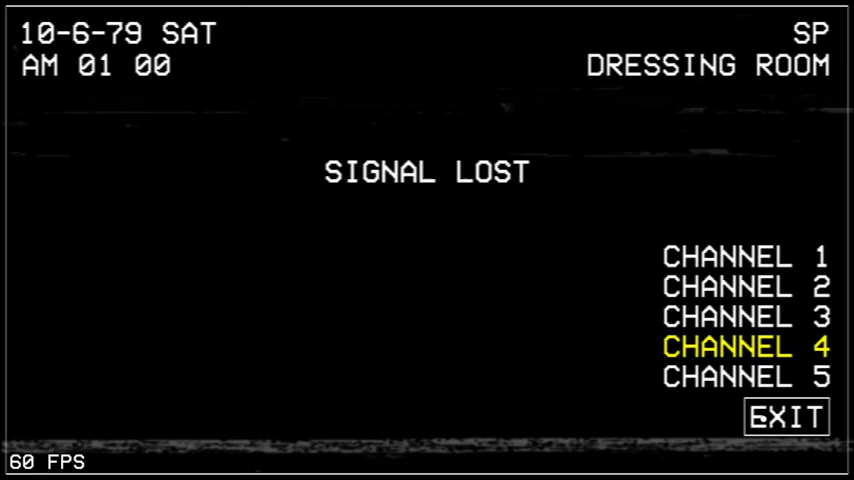 10-6-79 SAT
SP
AM 01 00
DRESSING ROOM
SIGNAL LOST
CHANNEL 1
CHANNEL 2
CHANNEL 3
CHANNEL 4
CHANNEL 5
EXIT
60 FPS